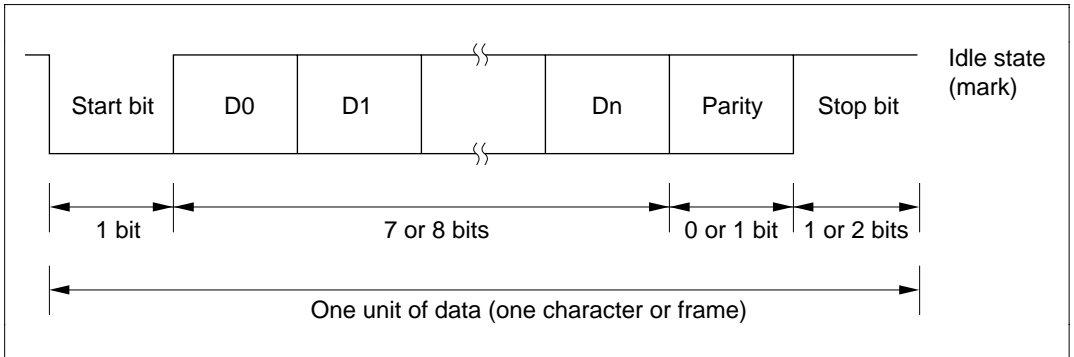 Idle state
(mark)
Start bit D0 D1 Dn Parity Stop bit
1 bit 7 or 8 bits 0 or 1 bit 1 or 2 bits
One unit of data (one character or frame)